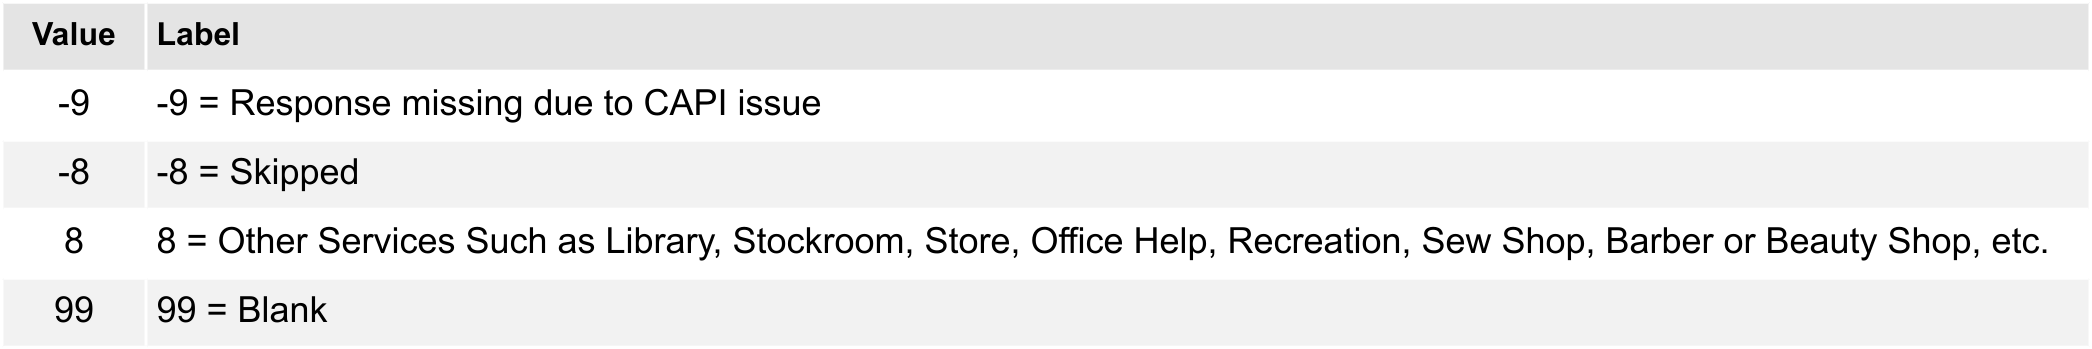 Value Label
-9 -9 = Response missing due to CAPI issue
-8 -8 = Skipped
8 8 = Other Services Such as Library, Stockroom, Store, Office Help, Recreation, Sew Shop, Barber or Beauty Shop, etc.
99 99 = Blank